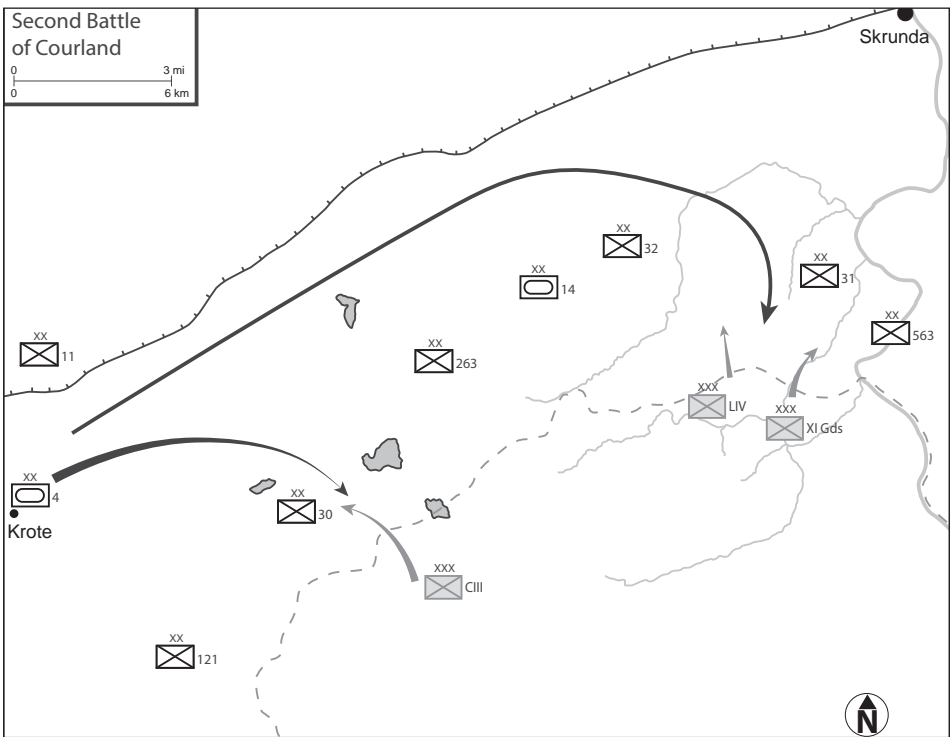 Second Battle
of Courland
0 3 mi
0 6 km
Skrunda
XX
32
XX
31
XX
14
XX
563
XX
11
XX
263
XXX
LIV
XXX
XI Gds
XX
4
Krote
XX
30
XXX
CIII
XX
121
N